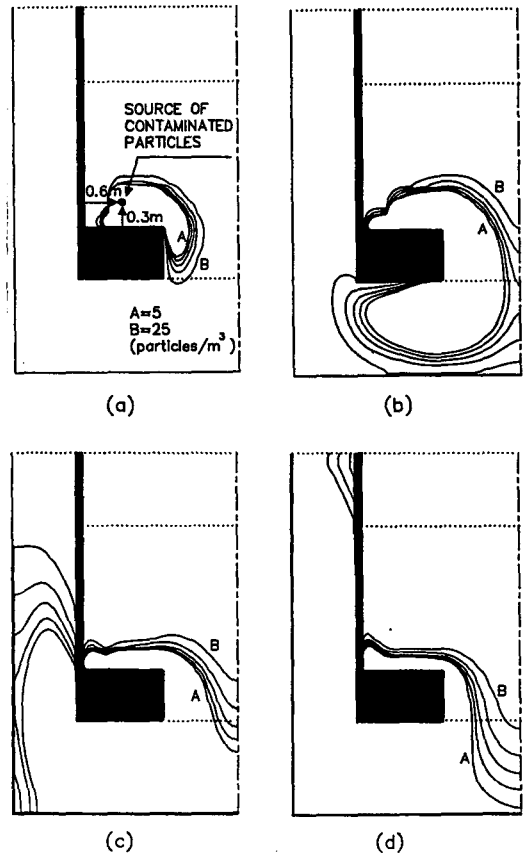 SOURCE OF
CONTAMINATED
PARTICLES
0.6m
0.3m
A
B
A=5
B=25
(particles/m³)
(a)
B
A
(b)
B
A
(c)
B
A
(d)